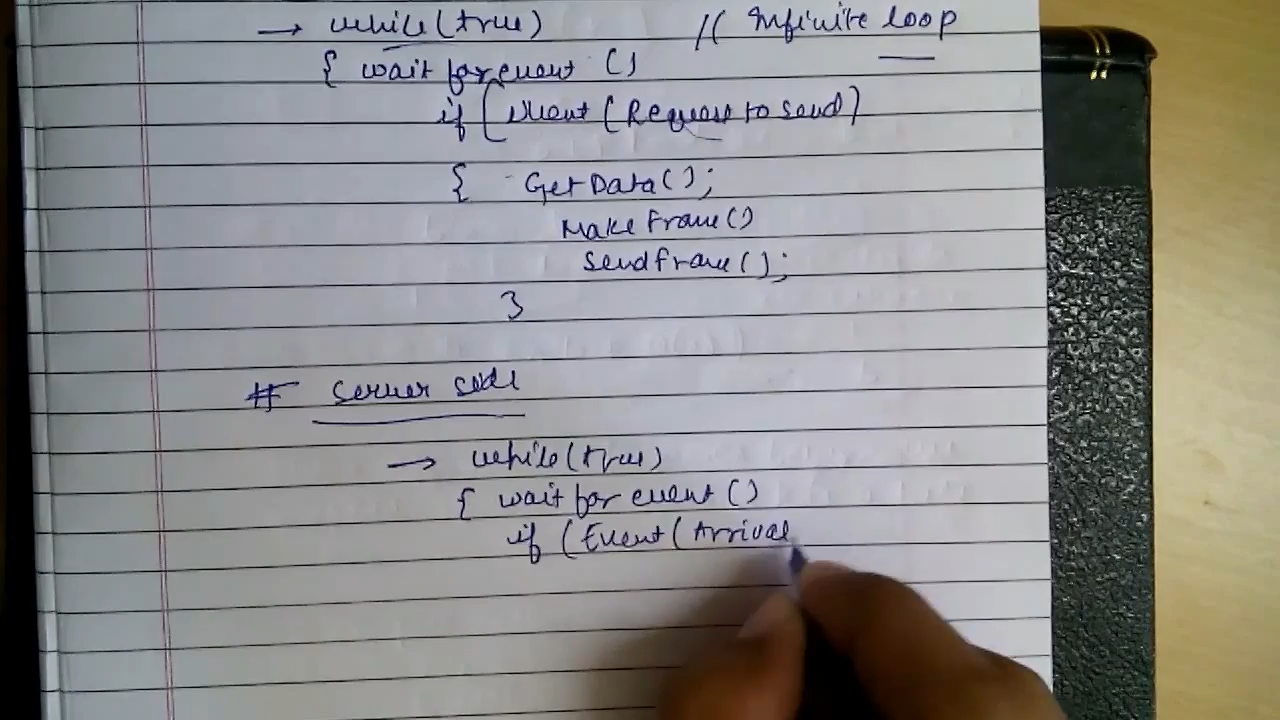 → while(true) // Infinite loop
{ wait for event ()
if (Event (Request to send)
{ Get Data();
Make Frame()
Send frame();
}
# Server side
→ while(true)
{ wait for event ()
if (Event (Arrival